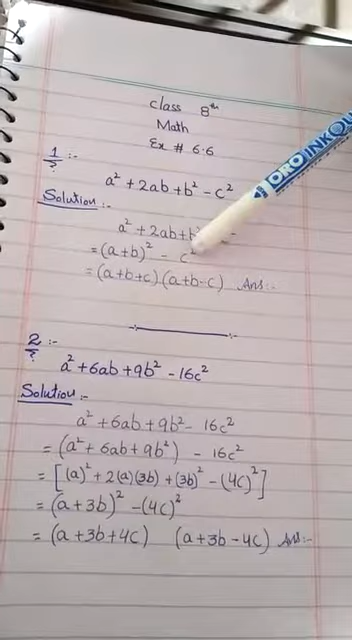 class 8th
Math
Ex # 6.6
1/? :-
a² + 2ab + b² - c²
Solution :-
a² + 2ab + b² -
= (a+b)² - c²
= (a+b+c) (a+b-c) Ans:-
2/? :-
a² + 6ab + 9b² - 16c²
Solution :-
a² + 6ab + 9b² - 16c²
= (a² + 6ab + 9b²) - 16c²
= [(a)² + 2(a)(3b) + (3b)² - (4c)²]
= (a+3b)² - (4c)²
= (a+3b+4c) (a+3b-4c) Ans:-